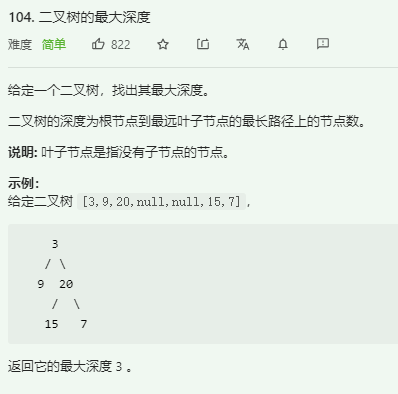 104. 二叉树的最大深度
难度 简单 822
给定一个二叉树，找出其最大深度。
二叉树的深度为根节点到最远叶子节点的最长路径上的节点数。
说明: 叶子节点是指没有子节点的节点。
示例：
给定二叉树 [3,9,20,null,null,15,7]，
3
/ \
9 20
/ \
15 7
返回它的最大深度 3 。